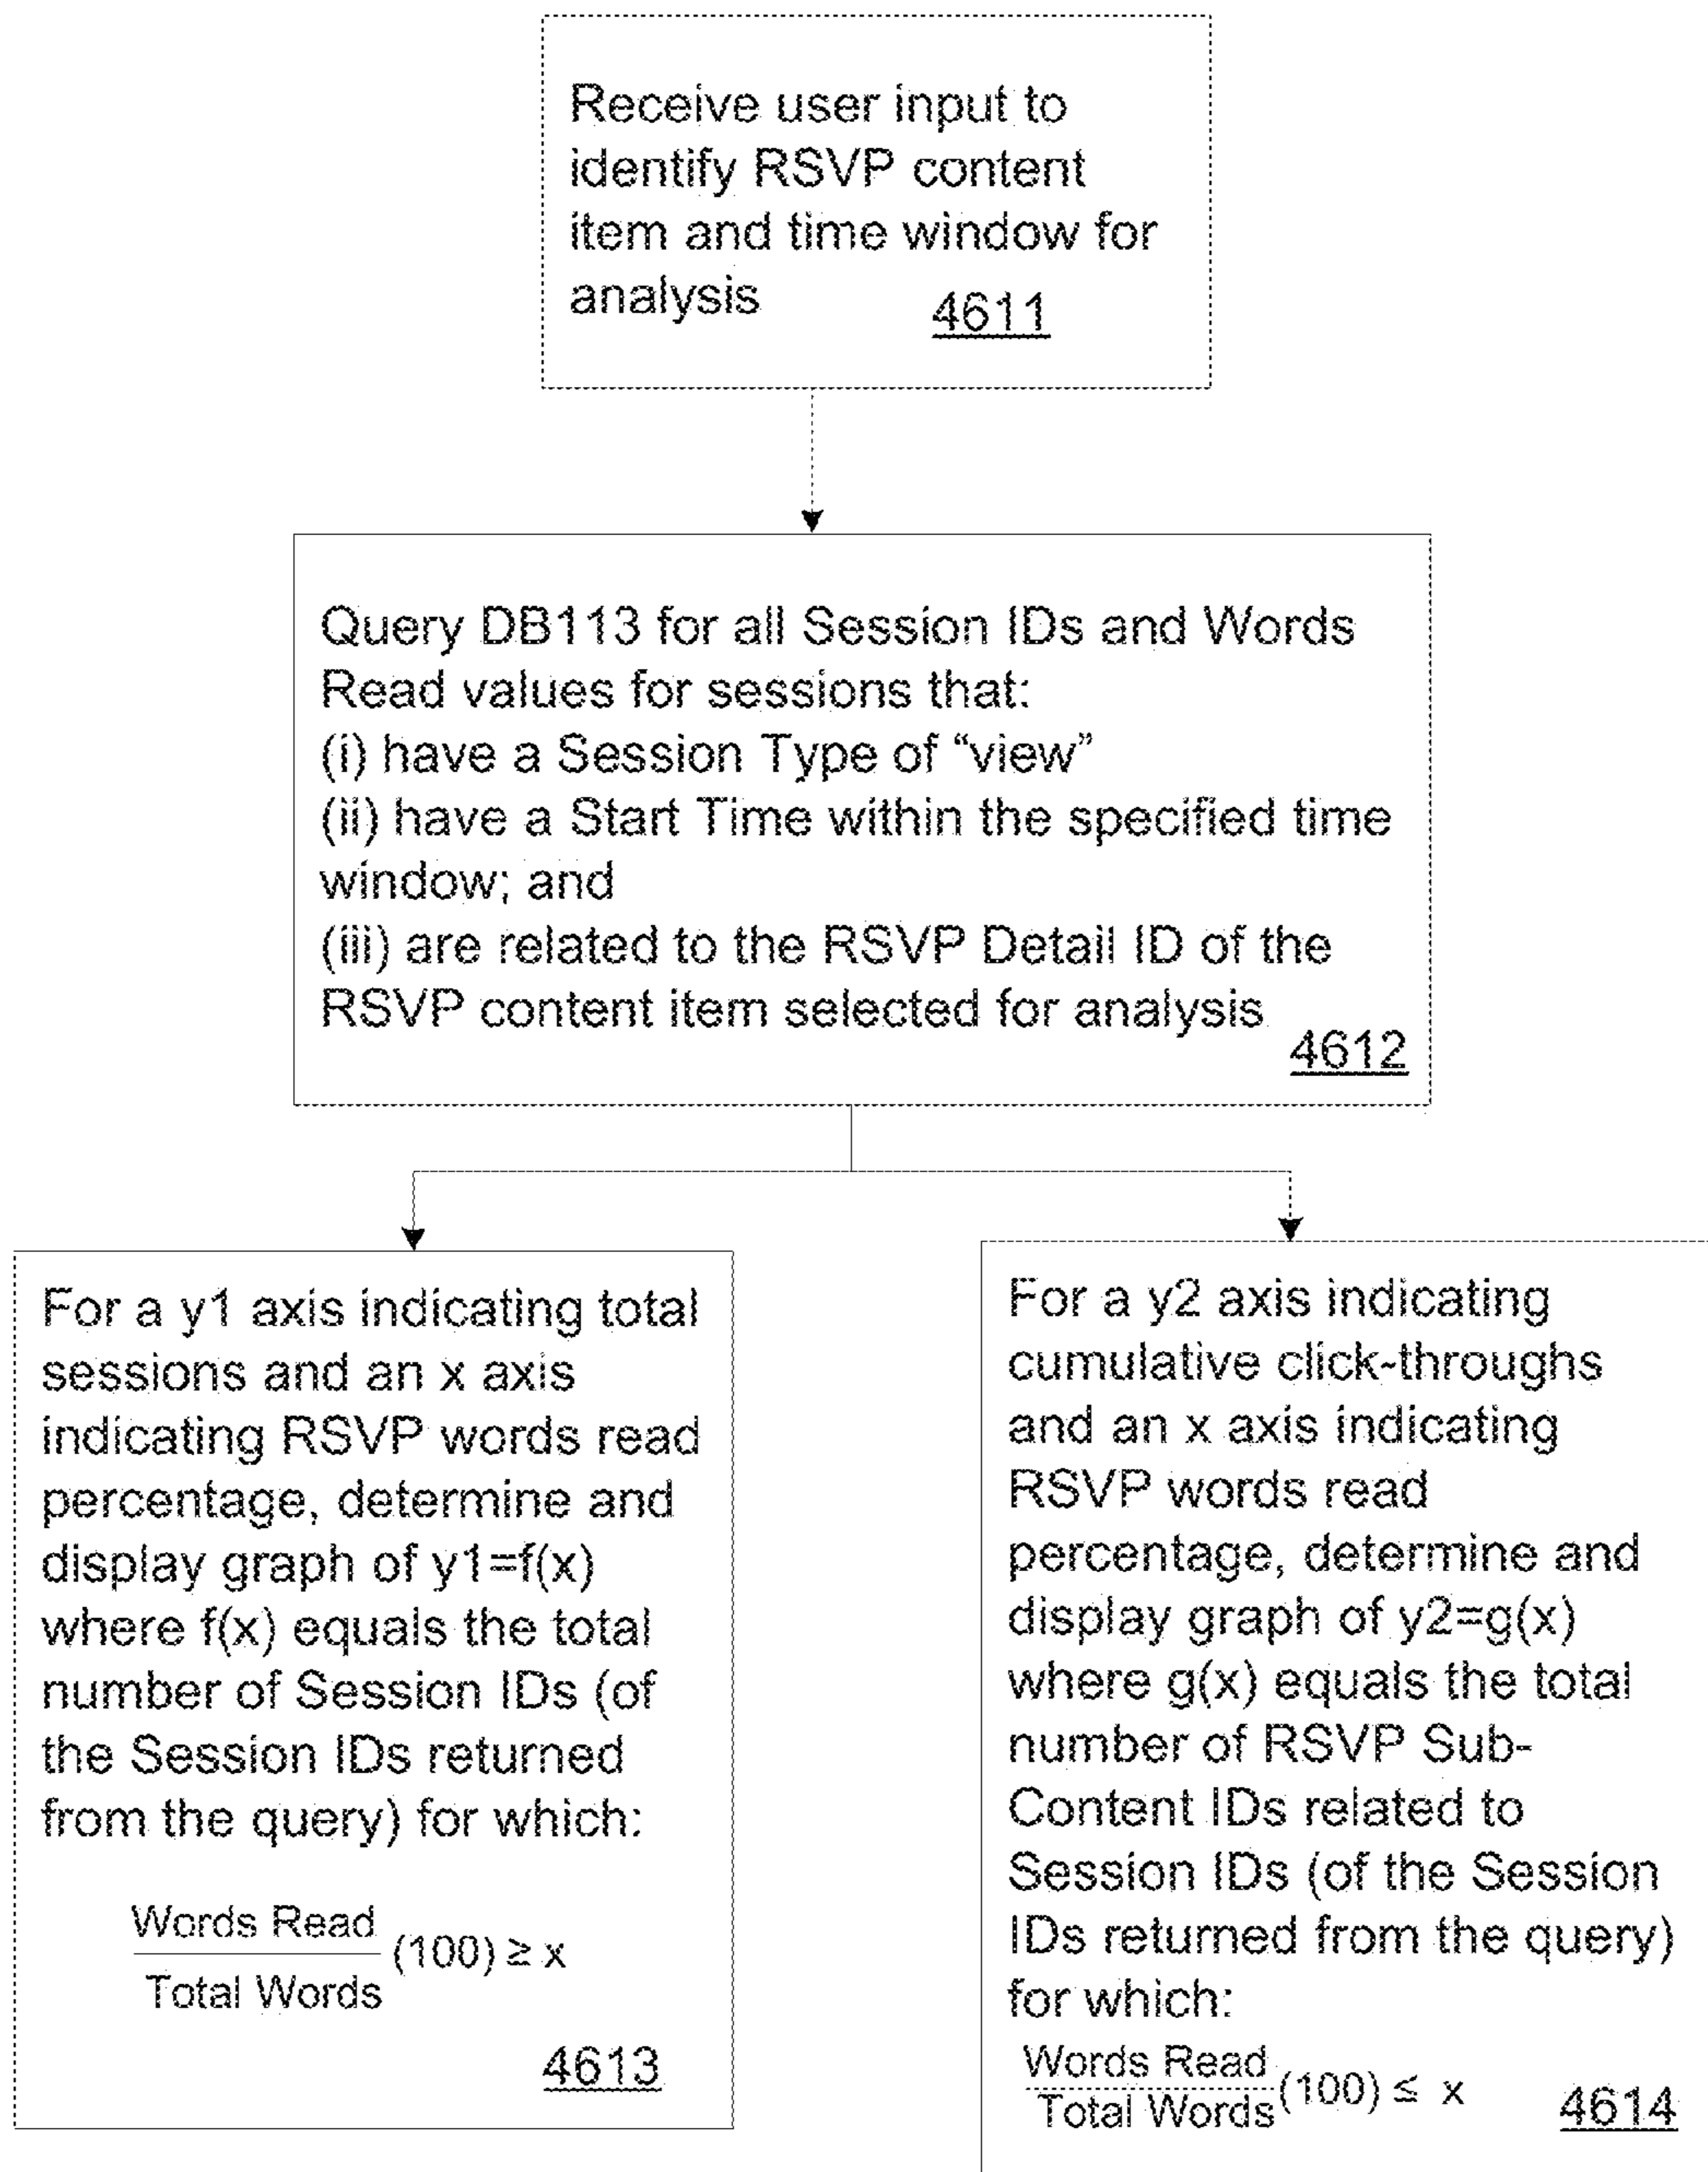 Receive user input to
identify RSVP content
item and time window for
analysis
4611
Query DB113 for all Session IDs and Words
Read values for sessions that:
(i) have a Session Type of “view”
(ii) have a Start Time within the specified time
window; and
(iii) are related to the RSVP Detail ID of the
RSVP content item selected for analysis
4612
For a y1 axis indicating total
sessions and an x axis
indicating RSVP words read
percentage, determine and
display graph of y1=f(x)
where f(x) equals the total
number of Session IDs (of
the Session IDs returned
from the query) for which:
Words Read
(100) ≥ x
Total Words
4613
For a y2 axis indicating
cumulative click-throughs
and an x axis indicating
RSVP words read
percentage, determine and
display graph of y2=g(x)
where g(x) equals the total
number of RSVP Sub-
Content IDs related to
Session IDs (of the Session
IDs returned from the query)
for which:
Words Read
(100) ≤ x
Total Words
4614